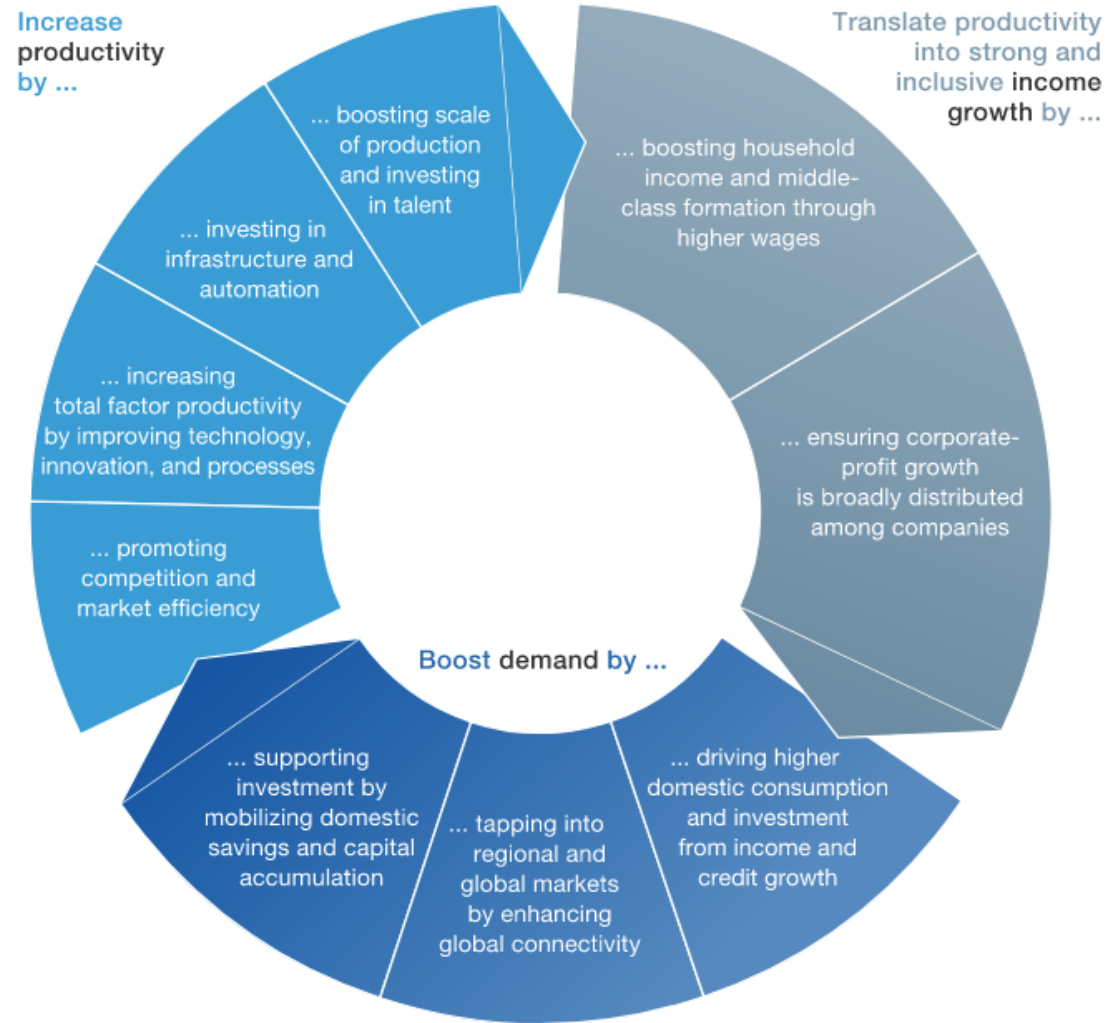 Increase
productivity
by ...
Translate productivity
into strong and
inclusive income
growth by ...
... boosting scale
of production
and investing
in talent
... boosting household
income and middle-
class formation through
higher wages
... investing in
infrastructure and
automation
... increasing
total factor productivity
by improving technology,
innovation, and processes
... ensuring corporate-
profit growth
is broadly distributed
among companies
... promoting
competition and
market efficiency
Boost demand by ...
... supporting
investment by
mobilizing domestic
savings and capital
accumulation
... tapping into
regional and
global markets
by enhancing
global connectivity
... driving higher
domestic consumption
and investment
from income and
credit growth